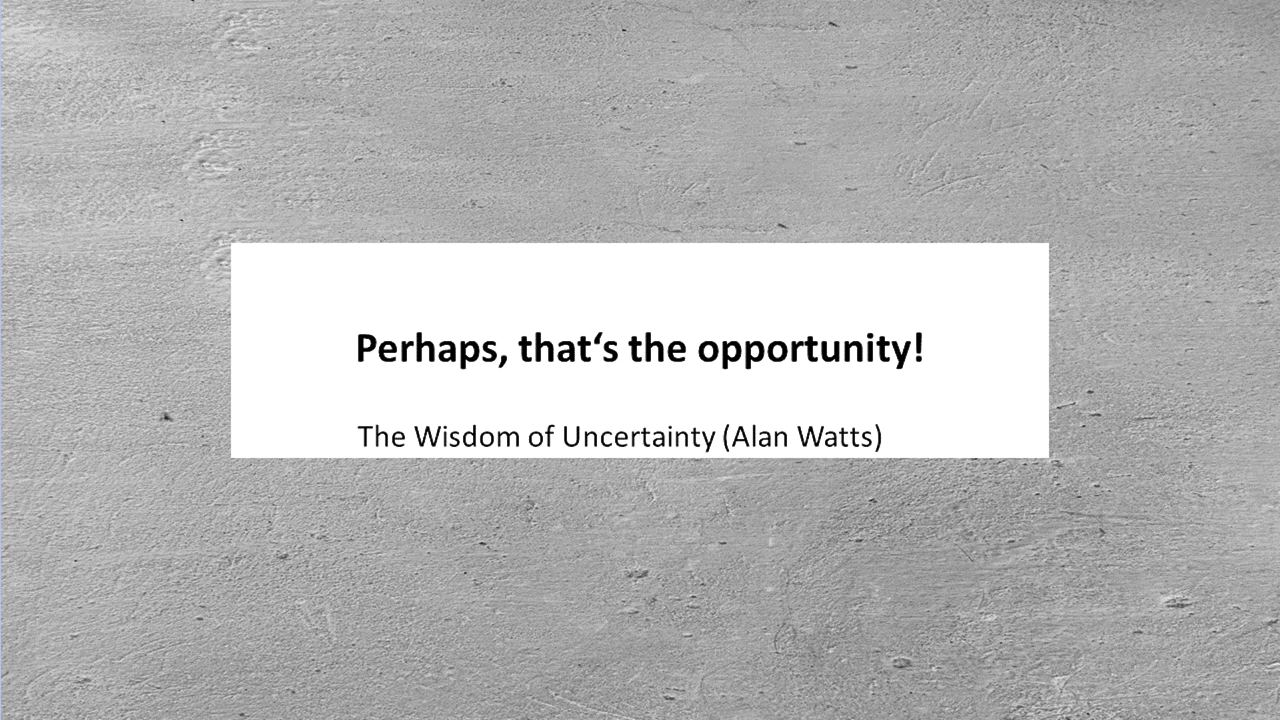 Perhaps, that‘s the opportunity!
The Wisdom of Uncertainty (Alan Watts)